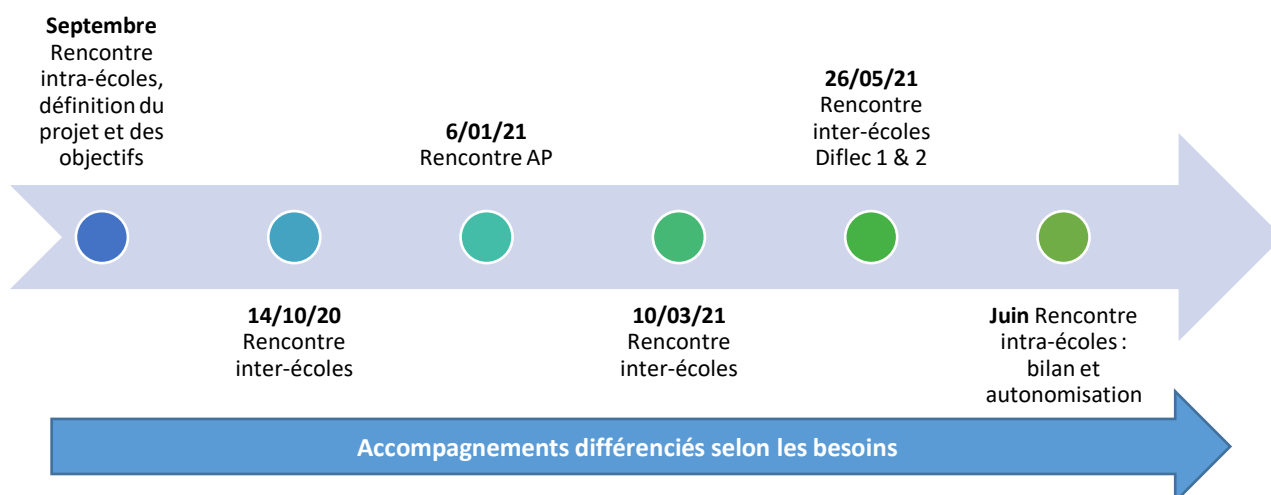 Septembre
Rencontre
intra-écoles,
définition du
projet et des
objectifs
14/10/20
Rencontre
inter-écoles
6/01/21
Rencontre AP
10/03/21
Rencontre
inter-écoles
26/05/21
Rencontre
inter-écoles
Diflec 1 & 2
Juin Rencontre
intra-écoles :
bilan et
autonomisation
Accompagnements différenciés selon les besoins